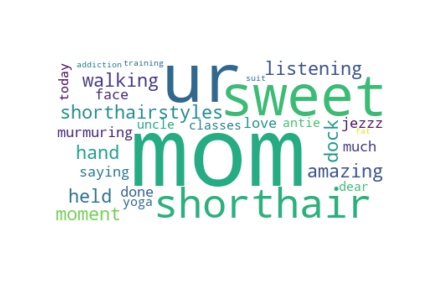 addiction training
today walking ur suit listening
face sweet
shorthairstyles
uncle classes love antie dock jezzz
murmuring mom fat
hand much
saying amazing
held done shorthair dear
yoga
moment